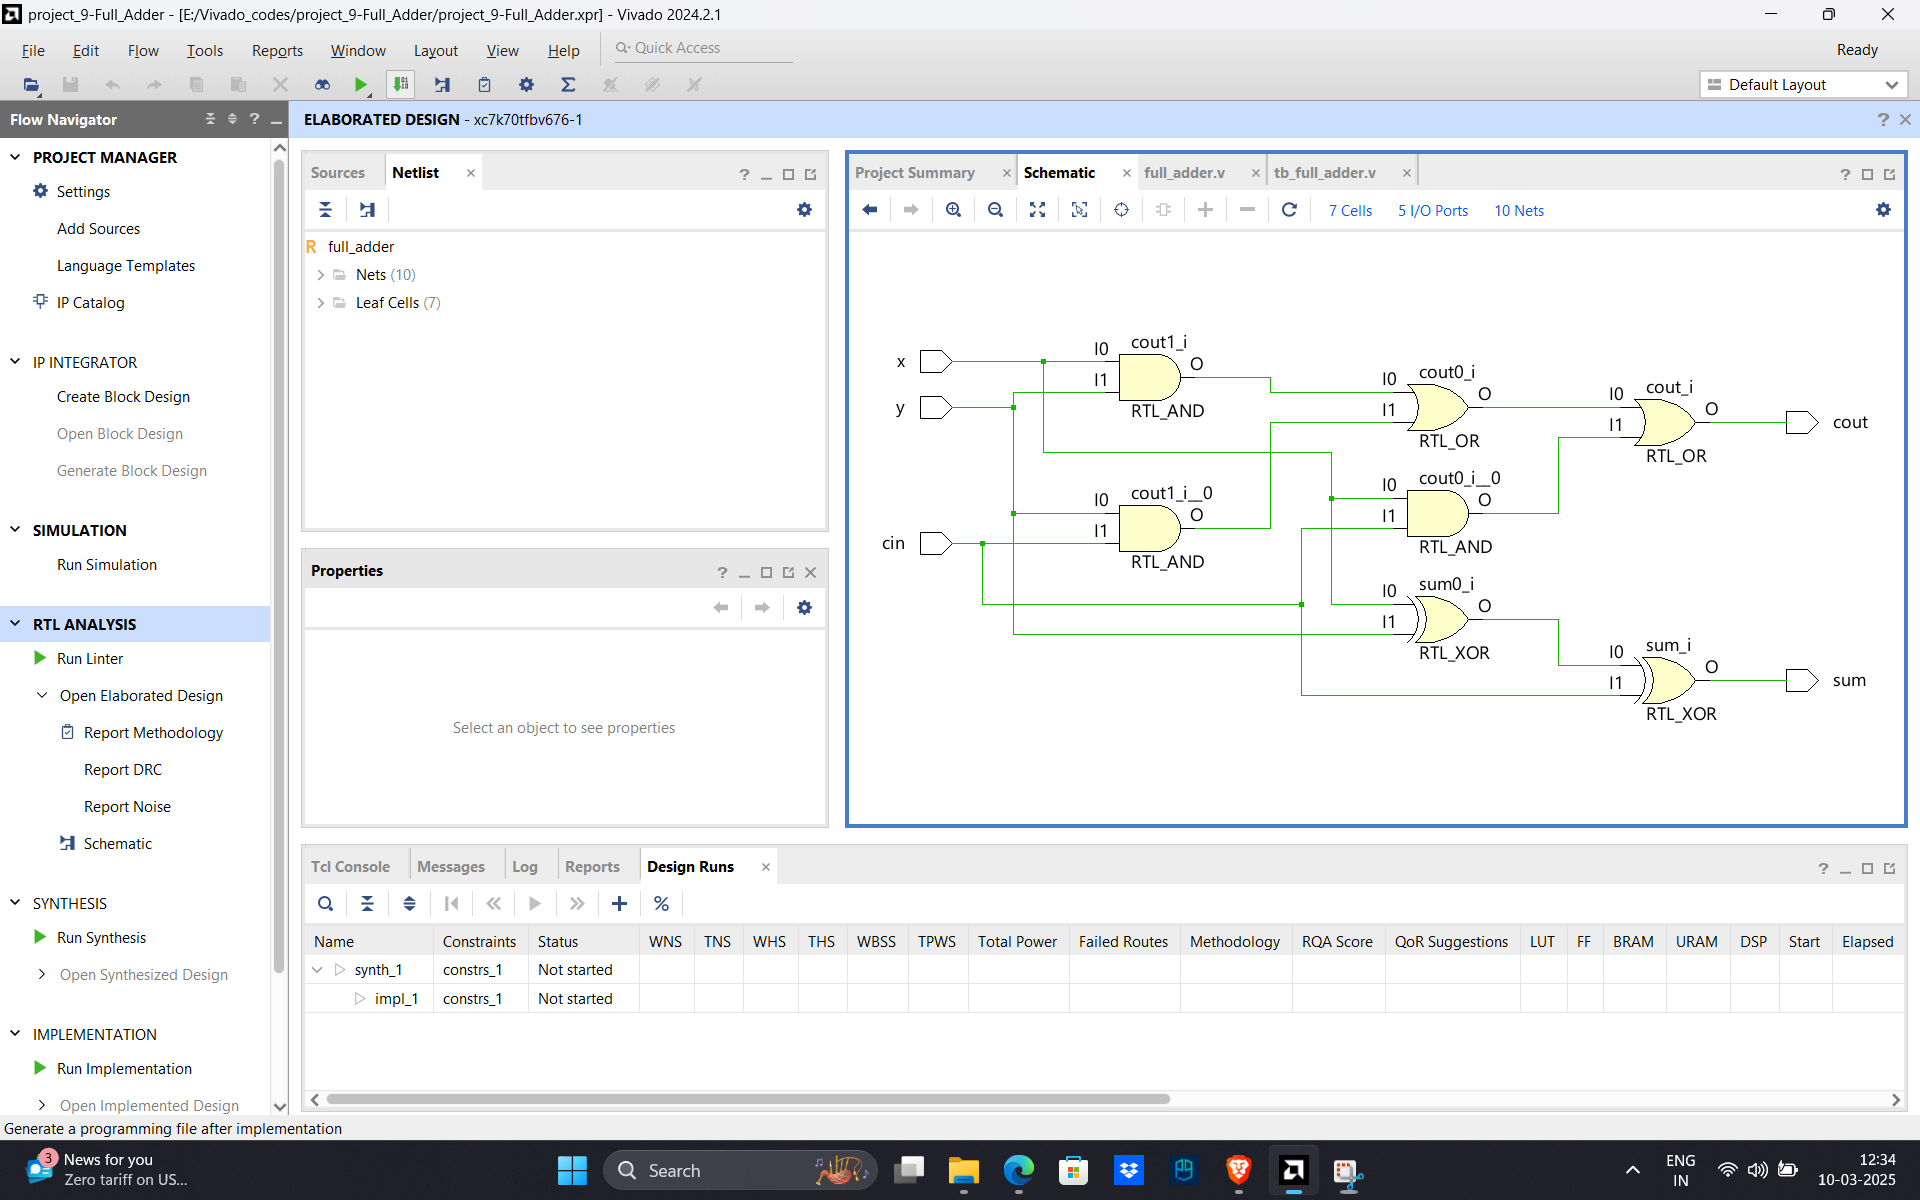 project_9-Full_Adder - [E:/Vivado_codes/project_9-Full_Adder/project_9-Full_Adder.xpr] - Vivado 2024.2.1
File Edit Flow Tools Reports Window Layout View Help Quick Access Ready
Default Layout
Flow Navigator
PROJECT MANAGER
Settings
Add Sources
Language Templates
IP Catalog
IP INTEGRATOR
Create Block Design
Open Block Design
Generate Block Design
SIMULATION
Run Simulation
RTL ANALYSIS
Run Linter
Open Elaborated Design
Report Methodology
Report DRC
Report Noise
Schematic
SYNTHESIS
Run Synthesis
Open Synthesized Design
IMPLEMENTATION
Run Implementation
Open Implemented Design
ELABORATED DESIGN - xc7k70tfbv676-1
Sources Netlist
full_adder
Nets (10)
Leaf Cells (7)
Properties
Select an object to see properties
Project Summary Schematic full_adder.v tb_full_adder.v
7 Cells 5 I/O Ports 10 Nets
x
y
cin
cout1_i
I0
I1
O
RTL_AND
cout1_i__0
I0
I1
O
RTL_AND
cout0_i
I0
I1
O
RTL_OR
cout0_i__0
I0
I1
O
RTL_AND
sum0_i
I0
I1
O
RTL_XOR
cout_i
I0
I1
O
RTL_OR
cout
sum_i
I0
I1
O
RTL_XOR
sum
Tcl Console Messages Log Reports Design Runs
Name Constraints Status WNS TNS WHS THS WBSS TPWS Total Power Failed Routes Methodology RQA Score QoR Suggestions LUT FF BRAM URAM DSP Start Elapsed
synth_1 constrs_1 Not started
impl_1 constrs_1 Not started
Generate a programming file after implementation
3
News for you
Zero tariff on US...
Search
ENG
IN
12:34
10-03-2025